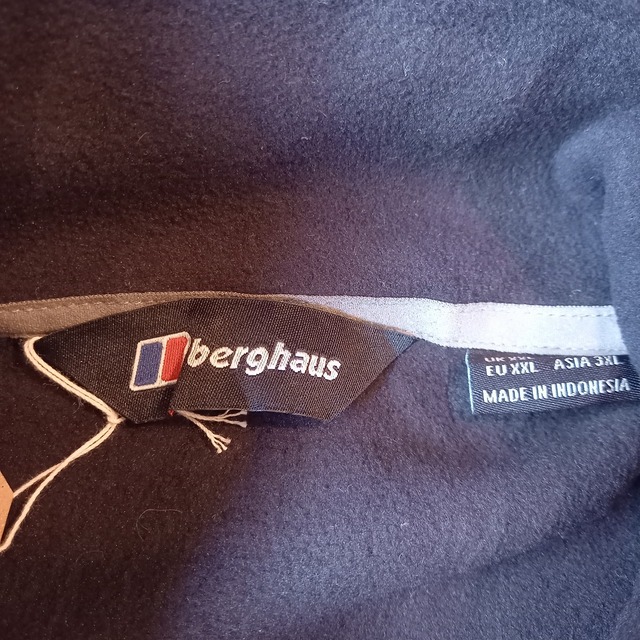 berghaus
EU XXL ASIA 3XL
MADE IN INDONESIA